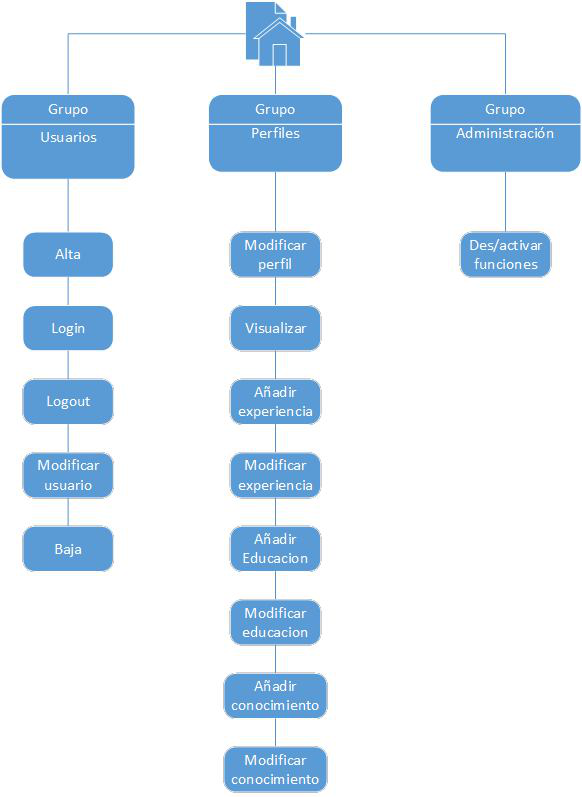 Grupo
Usuarios
Alta
Login
Logout
Modificar
usuario
Baja
Grupo
Perfiles
Modificar
perfil
Visualizar
Añadir
experiencia
Modificar
experiencia
Añadir
Educacion
Modificar
educacion
Añadir
conocimiento
Modificar
conocimiento
Grupo
Administración
Des/activar
funciones